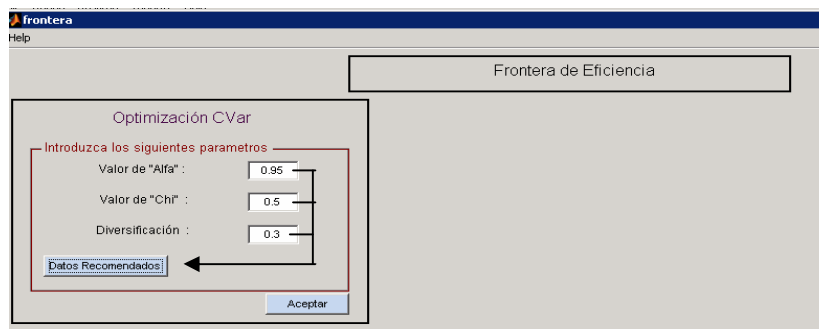 frontera
Help
Frontera de Eficiencia
Optimización CVar
Introduzca los siguientes parametros
Valor de "Alfa" : 0.95
Valor de "Chi" : 0.5
Diversificación : 0.3
Datos Recomendados
Aceptar